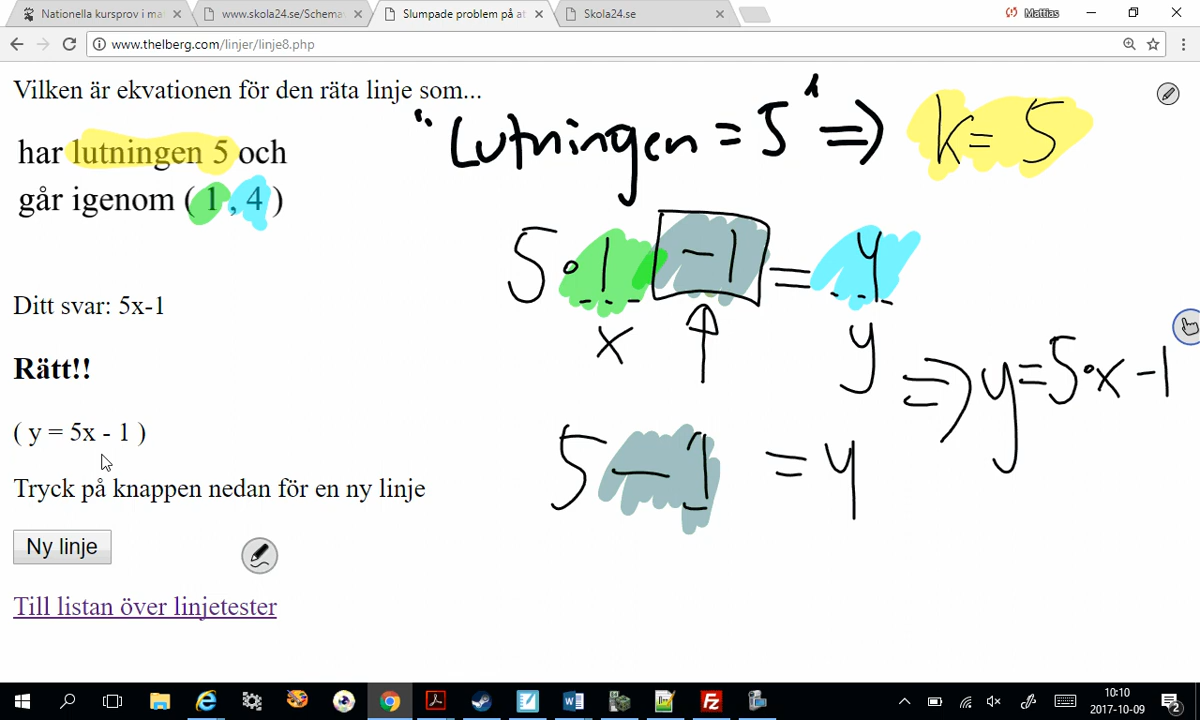 Nationella kursprov i ma
www.skola24.se/Schema
Slumpade problem på at
Skola24.se
Mattias
www.thelberg.com/linjer/linje8.php
Vilken är ekvationen för den räta linje som...
har lutningen 5 och
går igenom ( 1 , 4 )
Ditt svar: 5x-1
Rätt!!
( y = 5x - 1 )
Tryck på knappen nedan för en ny linje
Ny linje
Till listan över linjetester
"Lutningen = 5" => k = 5
5 • 1 -1 = 4
x y
=> y = 5 • x - 1
5 - 1 = 4
10:10
2017-10-09
2